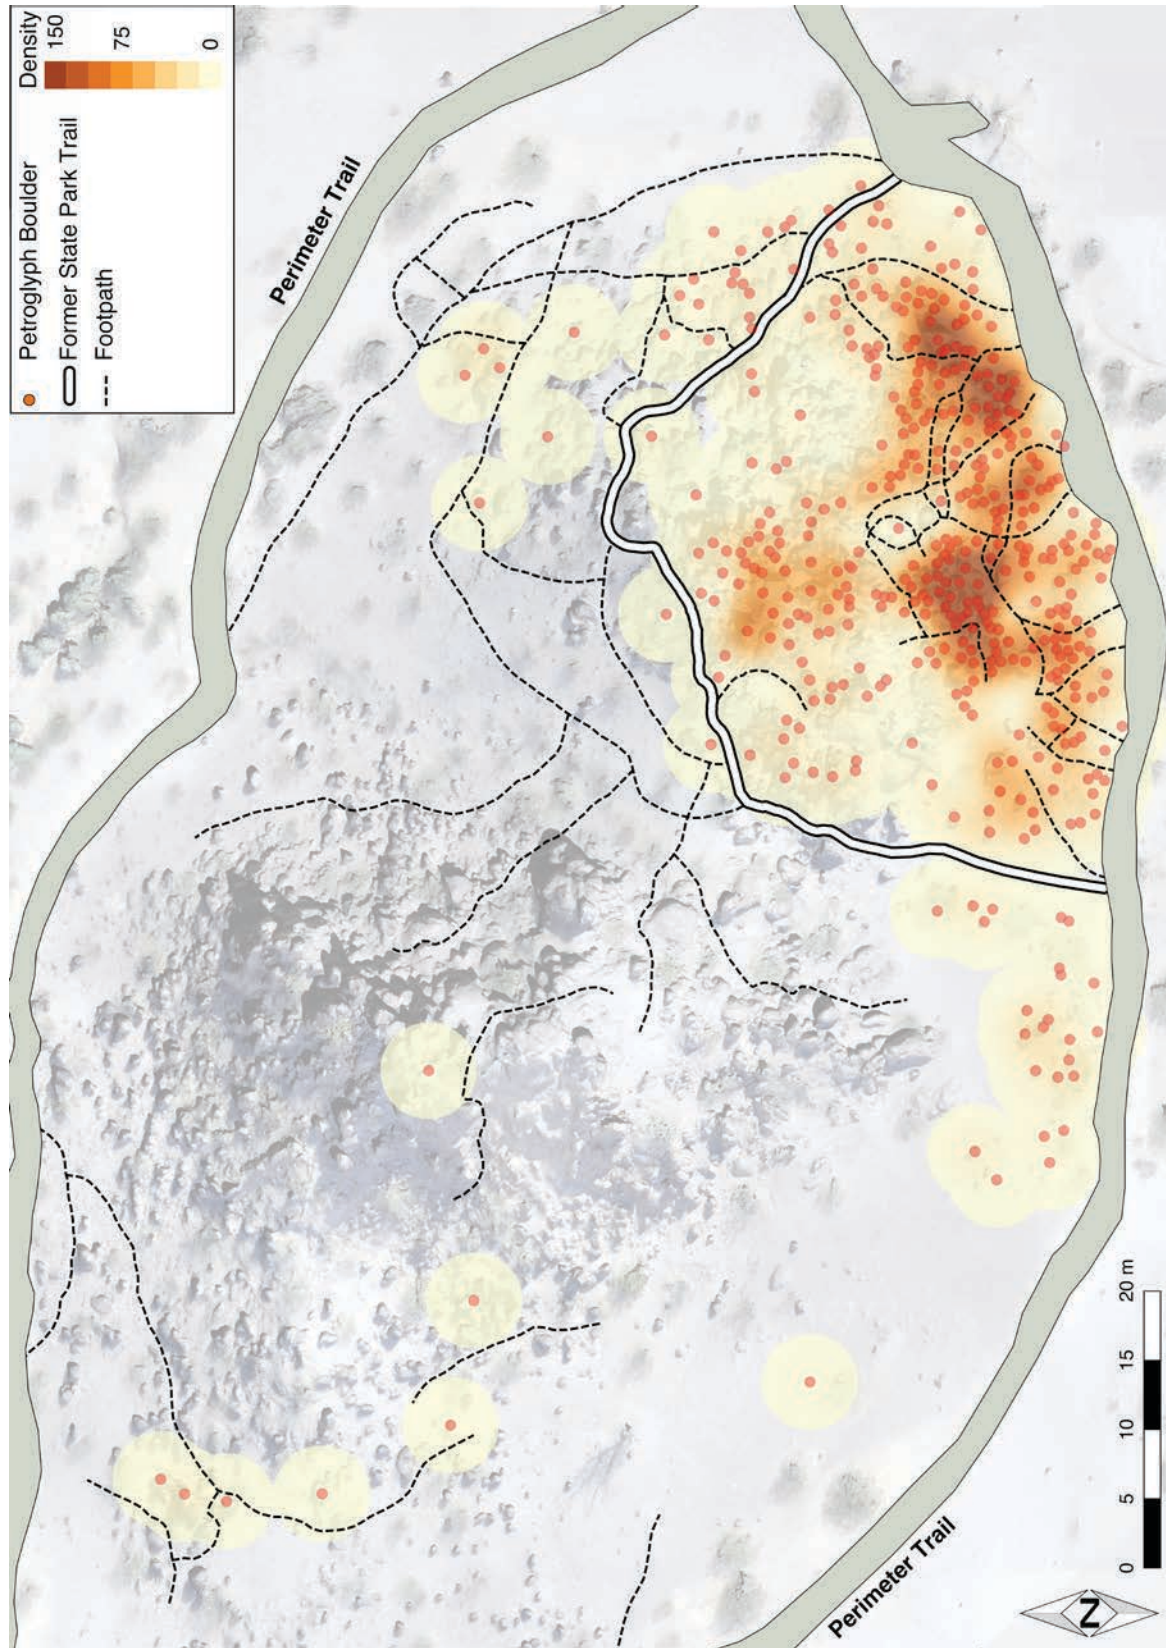 Petroglyph Boulder
Former State Park Trail
Footpath
Density
150
75
0
Perimeter Trail
Perimeter Trail
0 5 10 15 20 m
N